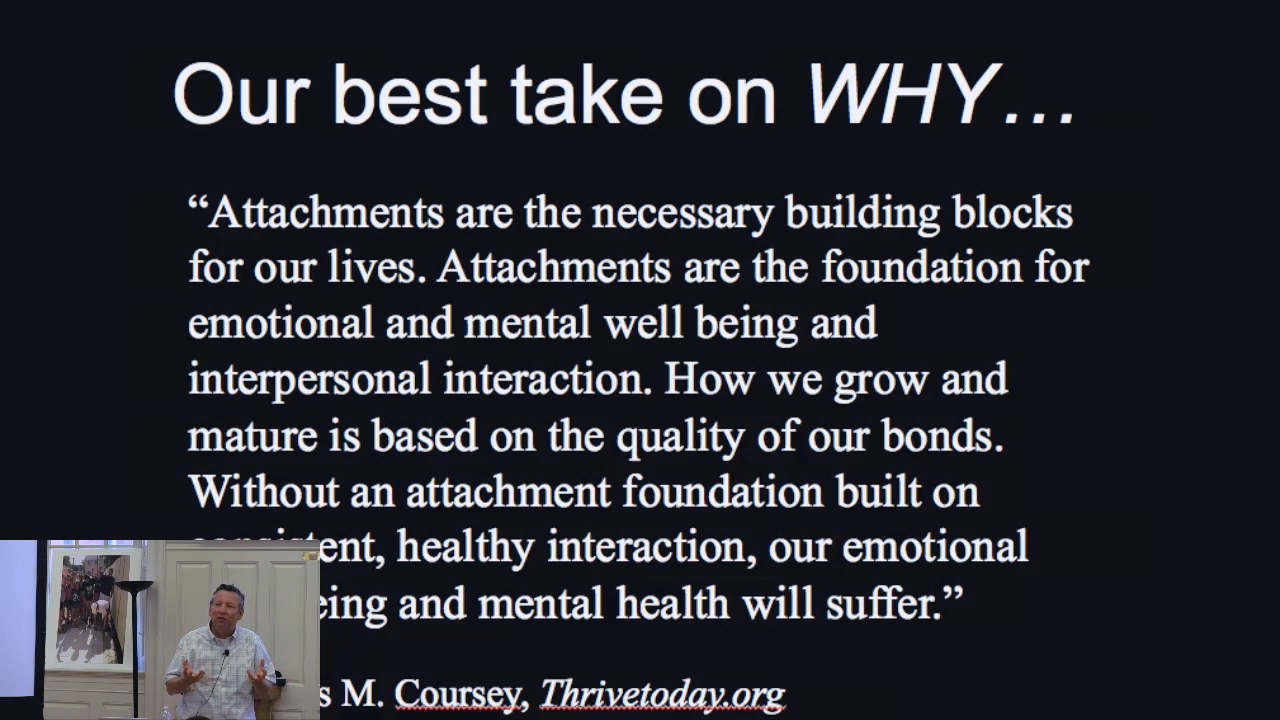 Our best take on WHY…
“Attachments are the necessary building blocks
for our lives. Attachments are the foundation for
emotional and mental well being and
interpersonal interaction. How we grow and
mature is based on the quality of our bonds.
Without an attachment foundation built on
consistent, healthy interaction, our emotional
eing and mental health will suffer.”
s M. Coursey, Thrivetoday.org